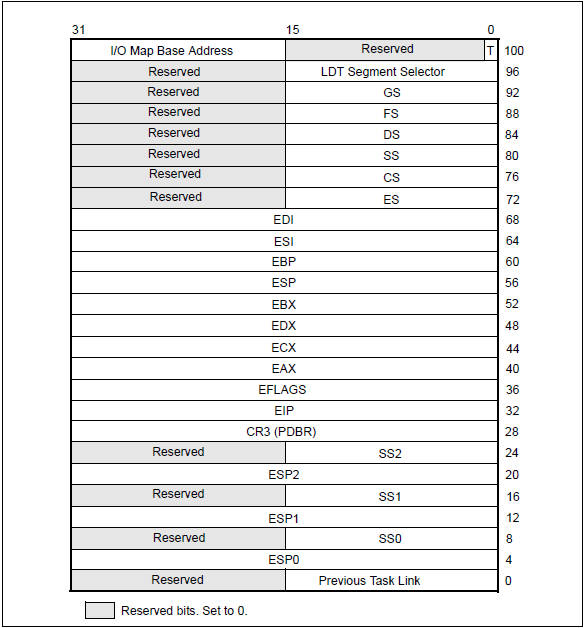 31 15 0
I/O Map Base Address Reserved T 100
Reserved LDT Segment Selector 96
Reserved GS 92
Reserved FS 88
Reserved DS 84
Reserved SS 80
Reserved CS 76
Reserved ES 72
EDI 68
ESI 64
EBP 60
ESP 56
EBX 52
EDX 48
ECX 44
EAX 40
EFLAGS 36
EIP 32
CR3 (PDBR) 28
Reserved SS2 24
ESP2 20
Reserved SS1 16
ESP1 12
Reserved SS0 8
ESP0 4
Reserved Previous Task Link 0
Reserved bits. Set to 0.